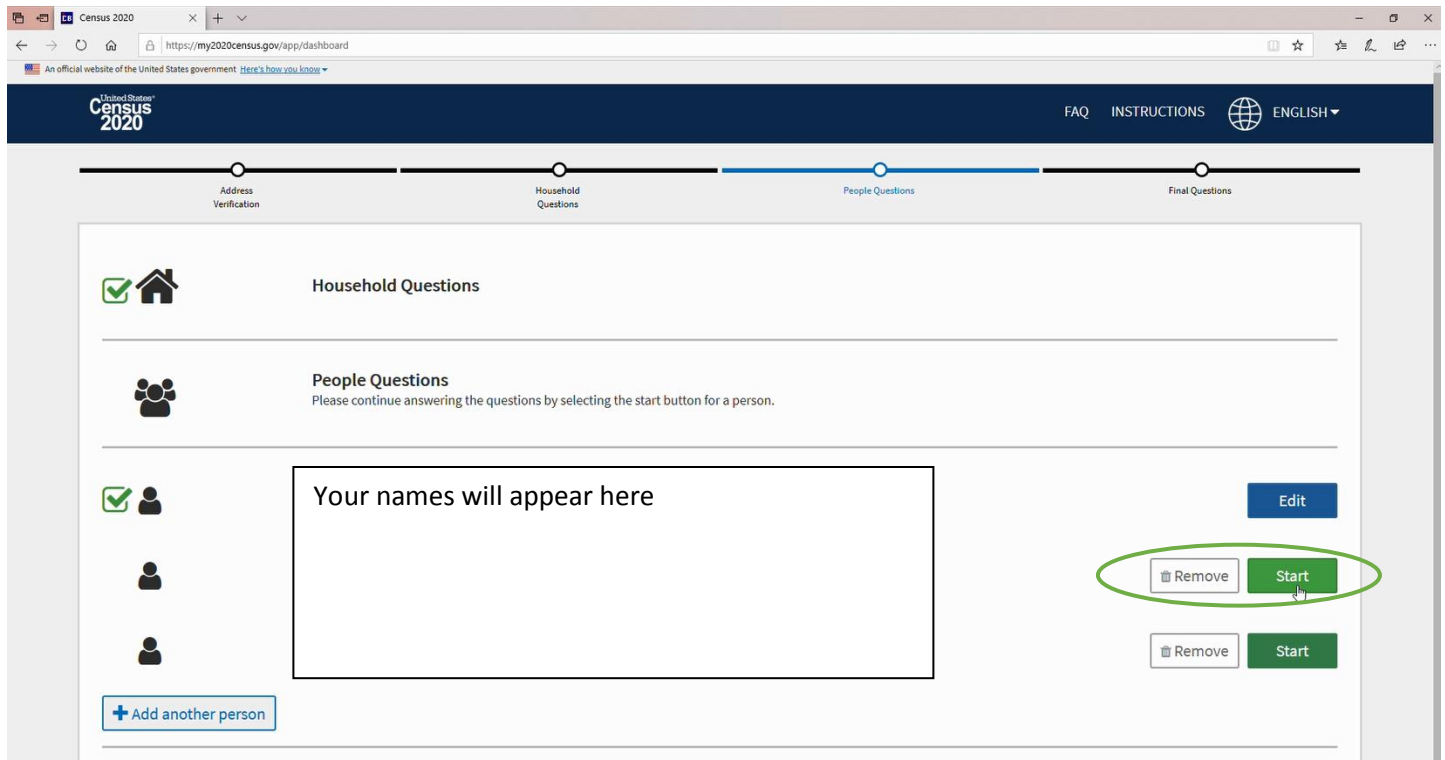 CB Census 2020
https://my2020census.gov/app/dashboard
An official website of the United States government Here's how you know
United States®
Census
2020
FAQ INSTRUCTIONS ENGLISH
Address
Verification
Household
Questions
People Questions
Final Questions
Household Questions
People Questions
Please continue answering the questions by selecting the start button for a person.
Your names will appear here
Edit
Remove Start
Remove Start
Add another person